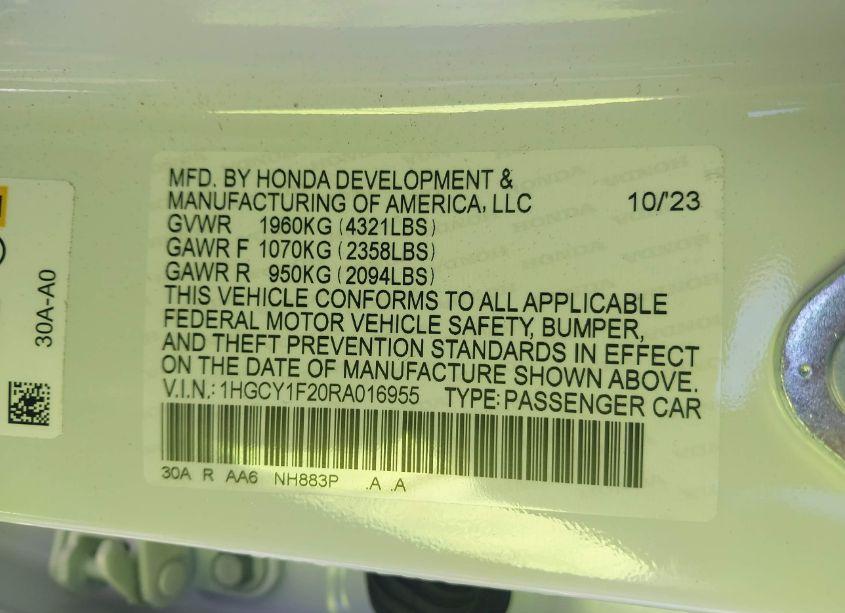 MFD. BY HONDA DEVELOPMENT &
MANUFACTURING OF AMERICA, LLC 10/'23
GVWR 1960KG (4321LBS)
GAWR F 1070KG (2358LBS)
GAWR R 950KG (2094LBS)
THIS VEHICLE CONFORMS TO ALL APPLICABLE
FEDERAL MOTOR VEHICLE SAFETY, BUMPER,
AND THEFT PREVENTION STANDARDS IN EFFECT
ON THE DATE OF MANUFACTURE SHOWN ABOVE.
V.I.N.: 1HGCY1F20RA016955 TYPE: PASSENGER CAR
30A R AA6 NH883P .A .A
30A-A0